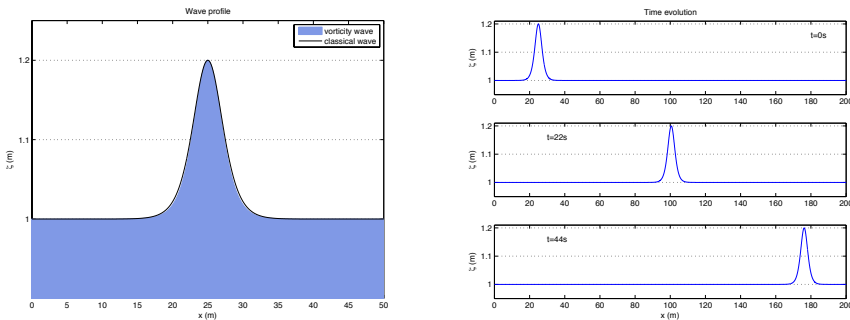 Wave profile
vorticity wave
classical wave
1.2
1.1
1
ζ (m)
0 5 10 15 20 25 30 35 40 45 50
x (m)
Time evolution
t=0s
1.2
1.1
1
ζ (m)
0 20 40 60 80 100 120 140 160 180 200
t=22s
1.2
1.1
1
ζ (m)
0 20 40 60 80 100 120 140 160 180 200
t=44s
1.2
1.1
1
ζ (m)
0 20 40 60 80 100 120 140 160 180 200
x (m)